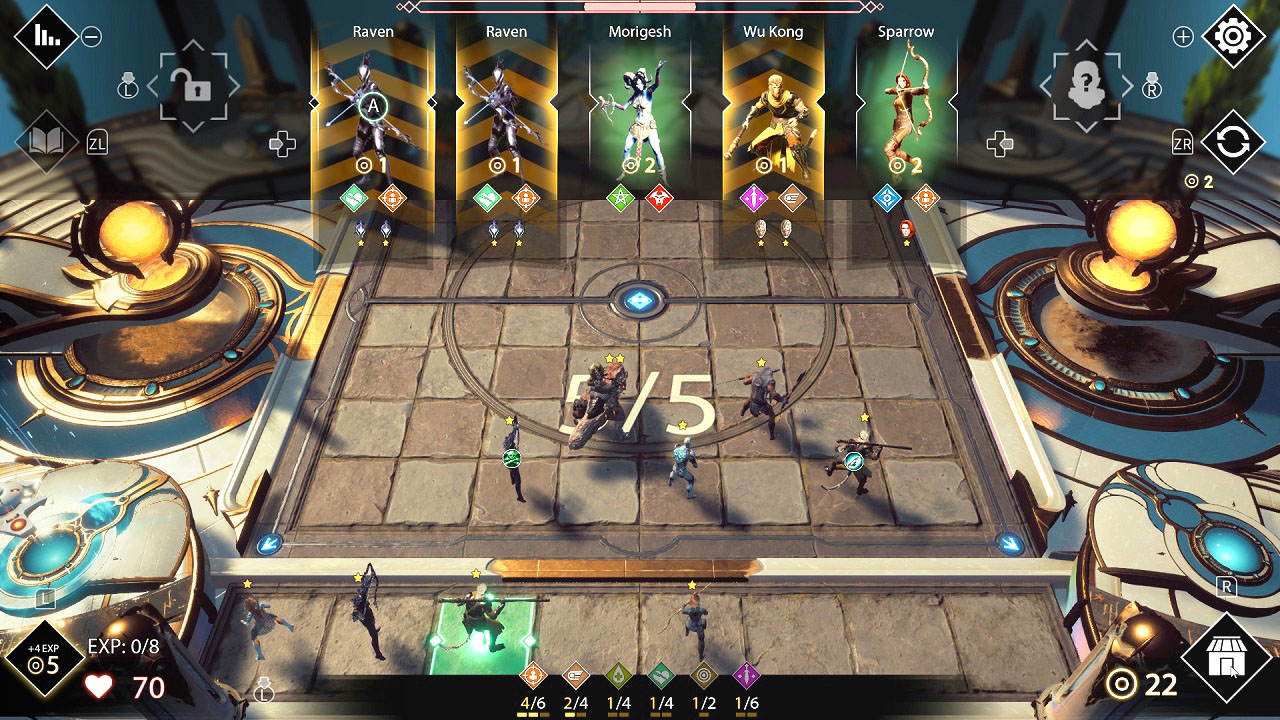 Raven
Raven
Morigesh
Wu Kong
Sparrow
L
R
A
ZL
ZR
1
1
2
1
2
2
5/5
L
R
+4 EXP
5
EXP: 0/8
70
L
22
4/6
2/4
1/4
1/4
1/2
1/6